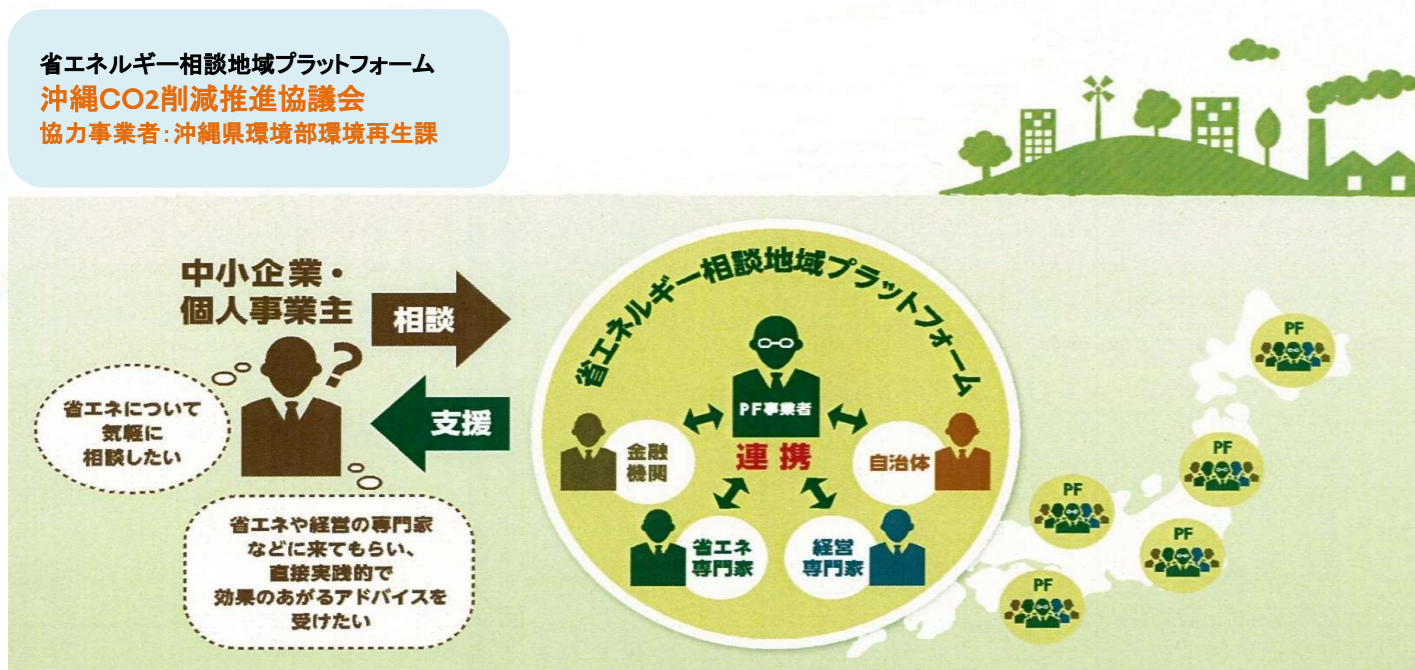 省エネルギー相談地域プラットフォーム
沖縄CO2削減推進協議会
協力事業者：沖縄県環境部環境再生課
中小企業・
個人事業主
相談
支援
省エネについて
気軽に
相談したい
省エネや経営の専門家
などに来てもらい、
直接実践的で
効果のあがるアドバイスを
受けたい
省エネルギー相談地域プラットフォーム
PF事業者
連携
金融
機関
自治体
省エネ
専門家
経営
専門家
PF
PF
PF
PF
PF